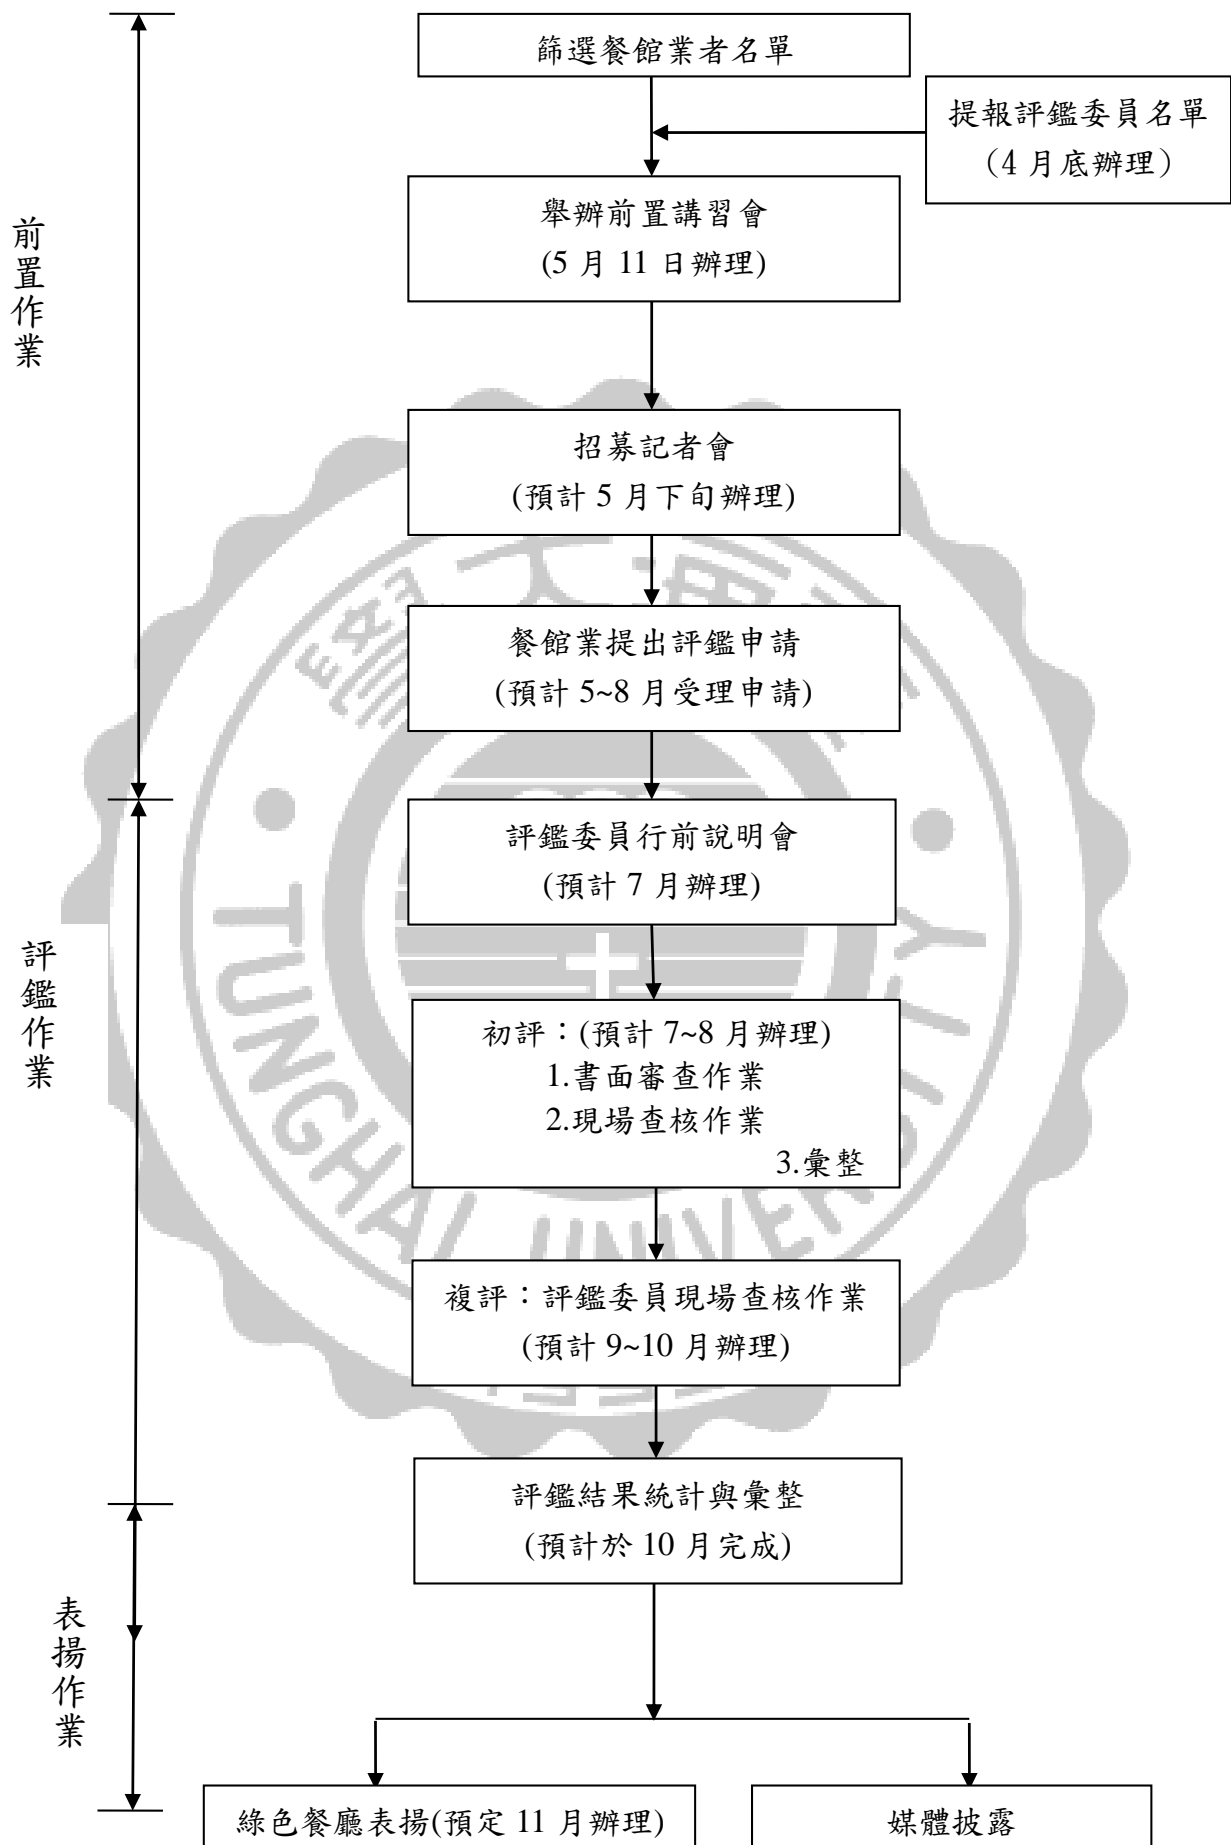 篩選餐館業者名單
提報評鑑委員名單
(4 月底辦理)
舉辦前置講習會
(5 月 11 日辦理)
前置作業
招募記者會
(預計 5 月下旬辦理)
餐館業提出評鑑申請
(預計 5~8 月受理申請)
評鑑委員行前說明會
(預計 7 月辦理)
評鑑作業
初評：(預計 7~8 月辦理)
1.書面審查作業
2.現場查核作業
3.彙整
複評：評鑑委員現場查核作業
(預計 9~10 月辦理)
評鑑結果統計與彙整
(預計於 10 月完成)
表揚作業
綠色餐廳表揚(預定 11 月辦理)
媒體披露
TUNGHAI UNIVERSITY